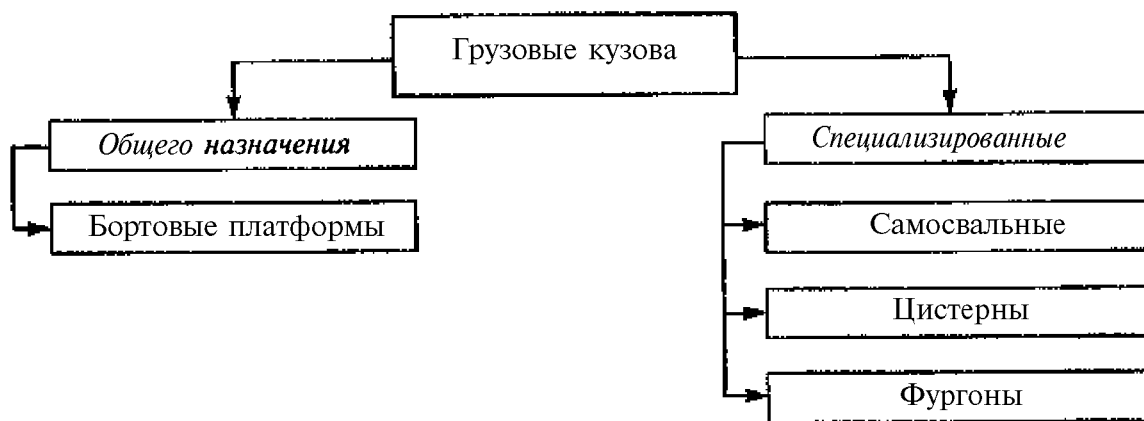 Грузовые кузова
Общего назначения
Специализированные
Бортовые платформы
Самосвальные
Цистерны
Фургоны